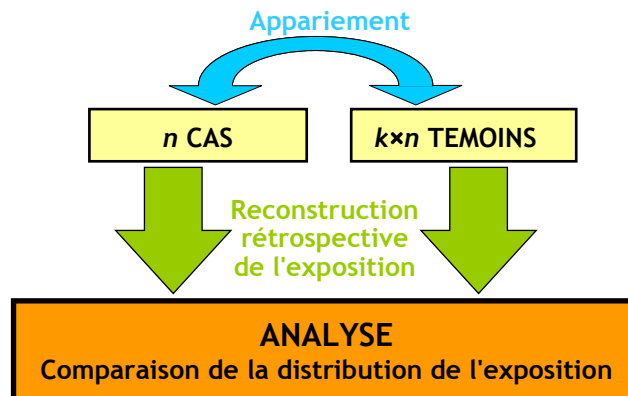 Appariement
n CAS
k×n TEMOINS
Reconstruction
rétrospective
de l'exposition
ANALYSE
Comparaison de la distribution de l'exposition